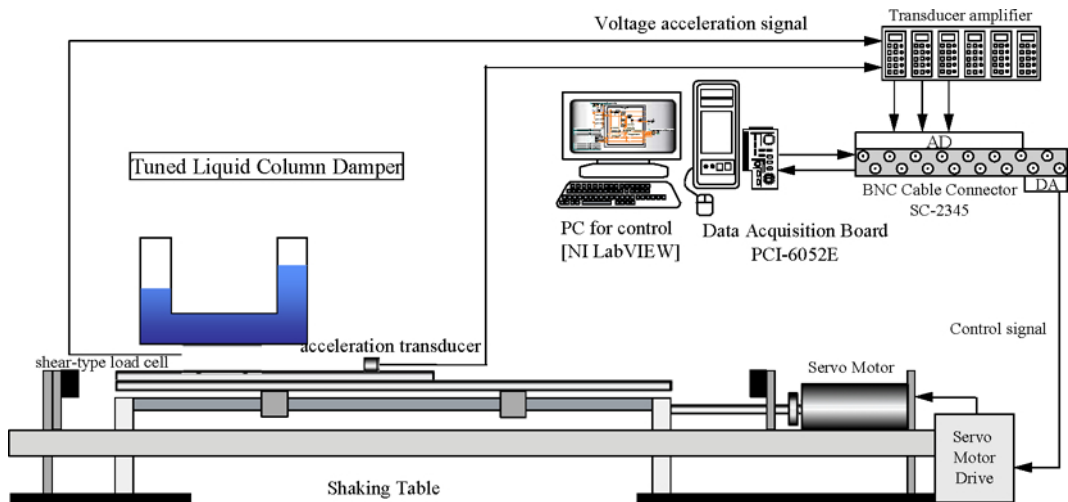 Voltage acceleration signal
Transducer amplifier
AD
Tuned Liquid Column Damper
BNC Cable Connector
SC-2345
DA
PC for control
[NI LabVIEW]
Data Acquisition Board
PCI-6052E
Control signal
shear-type load cell
acceleration transducer
Servo Motor
Servo
Motor
Drive
Shaking Table